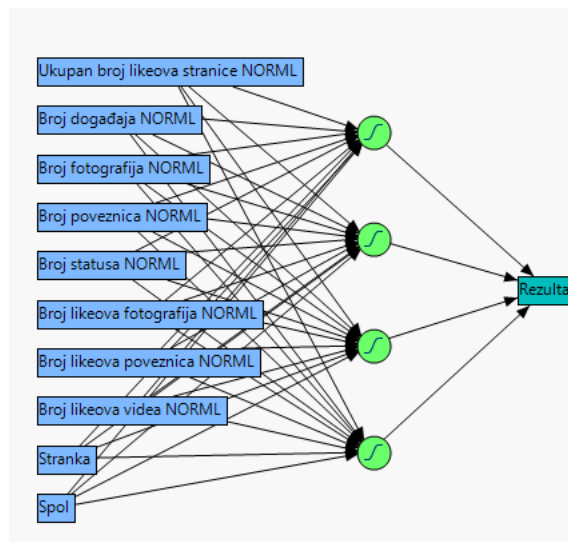 Ukupan broj likeova stranice NORML
Broj događaja NORML
Broj fotografija NORML
Broj poveznica NORML
Broj statusa NORML
Broj likeova fotografija NORML
Broj likeova poveznica NORML
Broj likeova videa NORML
Stranka
Spol
Rezulta